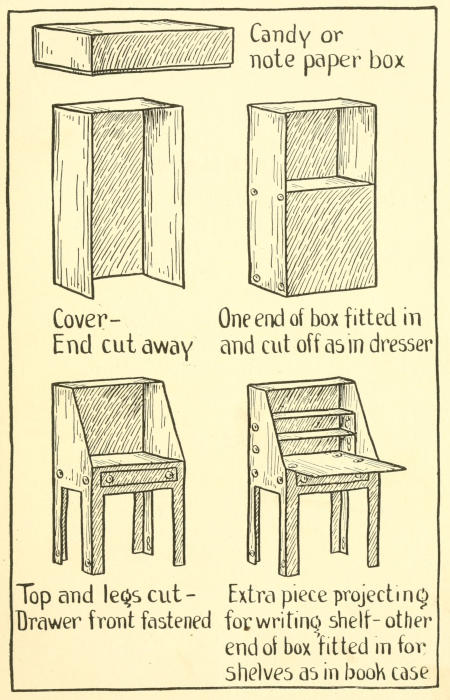 Candy or
note paper box
Cover-
End cut away
One end of box fitted in
and cut off as in dresser
Top and legs cut-
Drawer front fastened
Extra piece projecting
for writing shelf-other
end of box fitted in for
shelves as in book case